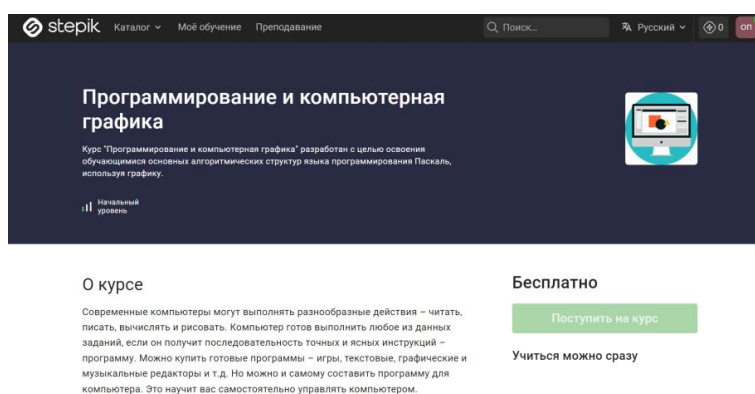 stepik Каталог Моё обучение Преподавание Поиск... Русский 0 ОП
Программирование и компьютерная
графика
Курс "Программирование и компьютерная графика" разработан с целью освоения
обучающимися основных алгоритмических структур языка программирования Паскаль,
используя графику.
Начальный
уровень
О курсе
Современные компьютеры могут выполнять разнообразные действия – читать,
писать, вычислять и рисовать. Компьютер готов выполнить любое из данных
заданий, если он получит последовательность точных и ясных инструкций –
программу. Можно купить готовые программы – игры, текстовые, графические и
музыкальные редакторы и т.д. Но можно и самому составить программу для
компьютера. Это научит вас самостоятельно управлять компьютером.
Бесплатно
Поступить на курс
Учиться можно сразу